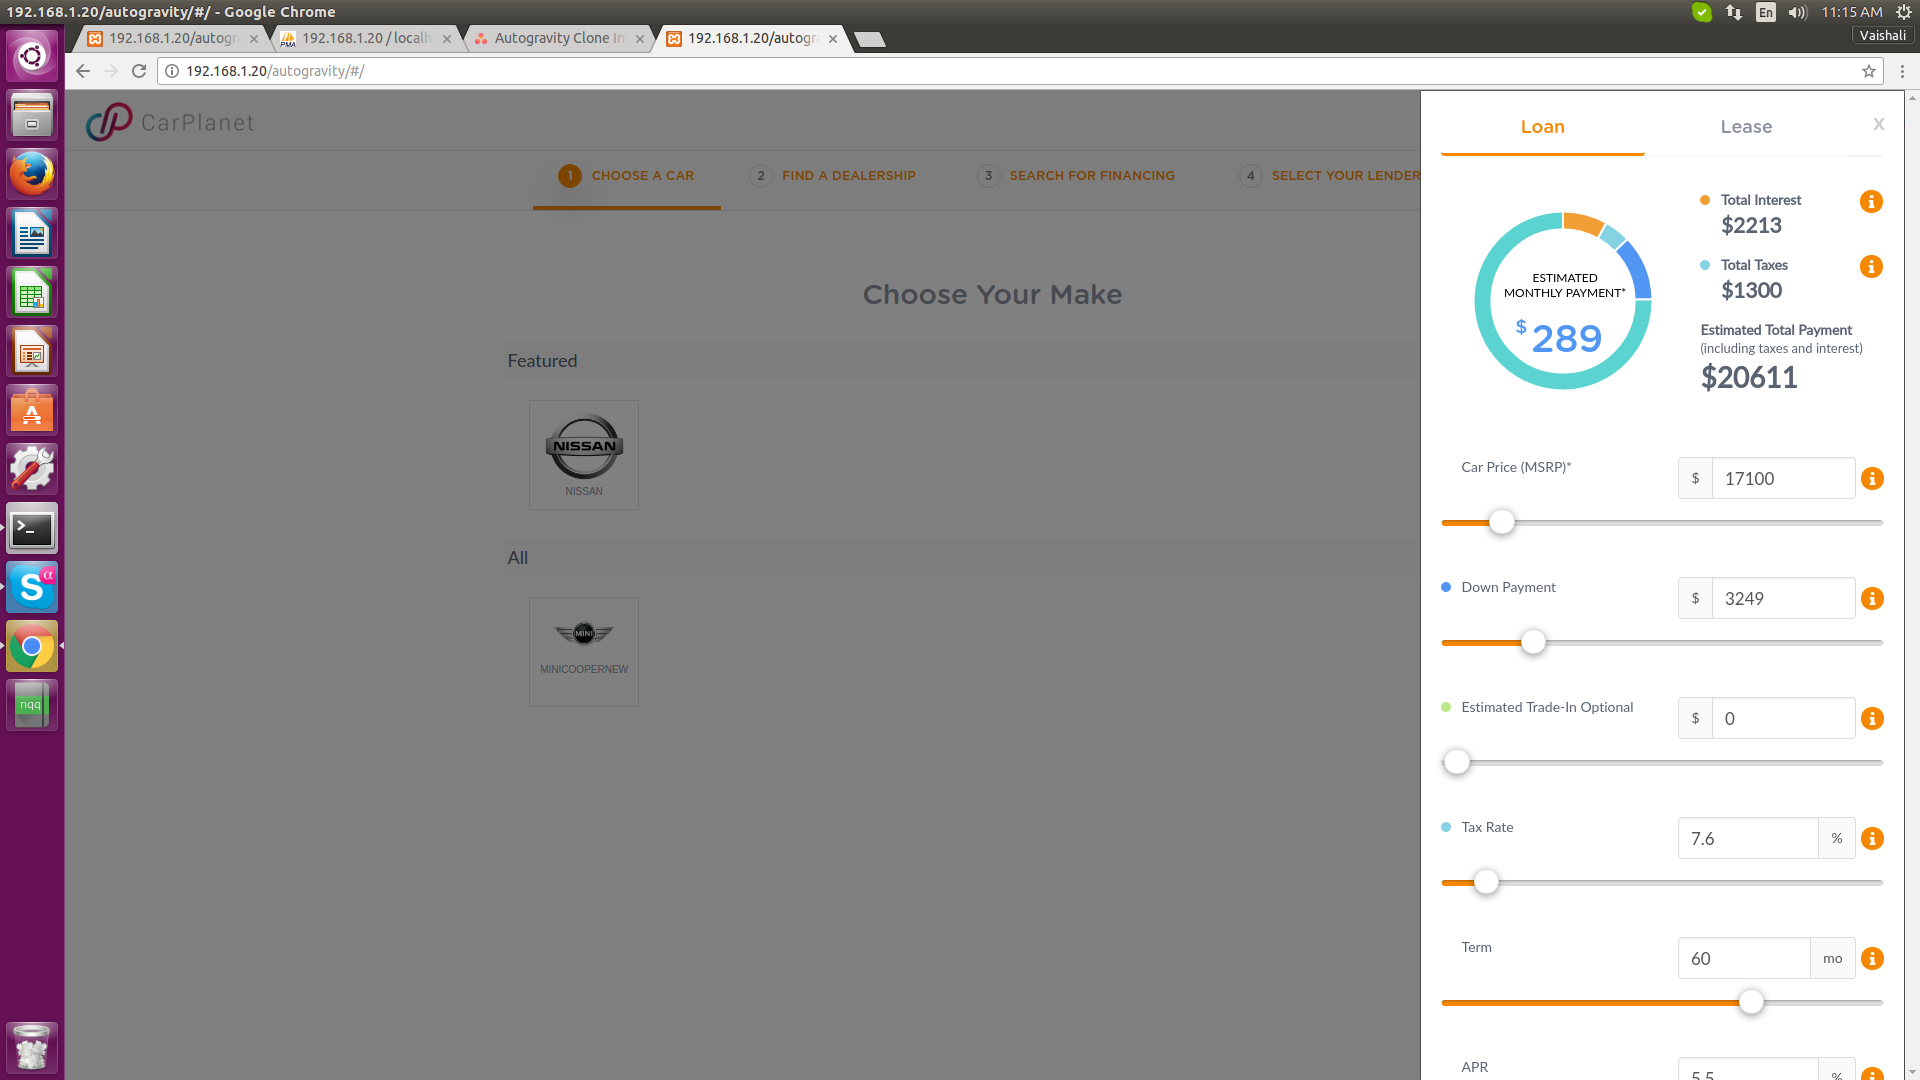 192.168.1.20/autogravity/#/ - Google Chrome
En
11:15 AM
192.168.1.20/autogr
192.168.1.20 / localh
Autogravity Clone In
192.168.1.20/autogr
Vaishali
192.168.1.20/autogravity/#/
CarPlanet
1 CHOOSE A CAR
2 FIND A DEALERSHIP
3 SEARCH FOR FINANCING
4 SELECT YOUR LENDER
Choose Your Make
Featured
NISSAN
NISSAN
All
MINI
MINICOOPERNEW
Loan
Lease
X
ESTIMATED
MONTHLY PAYMENT*
$ 289
Total Interest
$2213
Total Taxes
$1300
Estimated Total Payment
(including taxes and interest)
$20611
Car Price (MSRP)*
$ 17100
Down Payment
$ 3249
Estimated Trade-In Optional
$ 0
Tax Rate
7.6 %
Term
60 mo
APR
5.5 %
PMA
S α
nqq